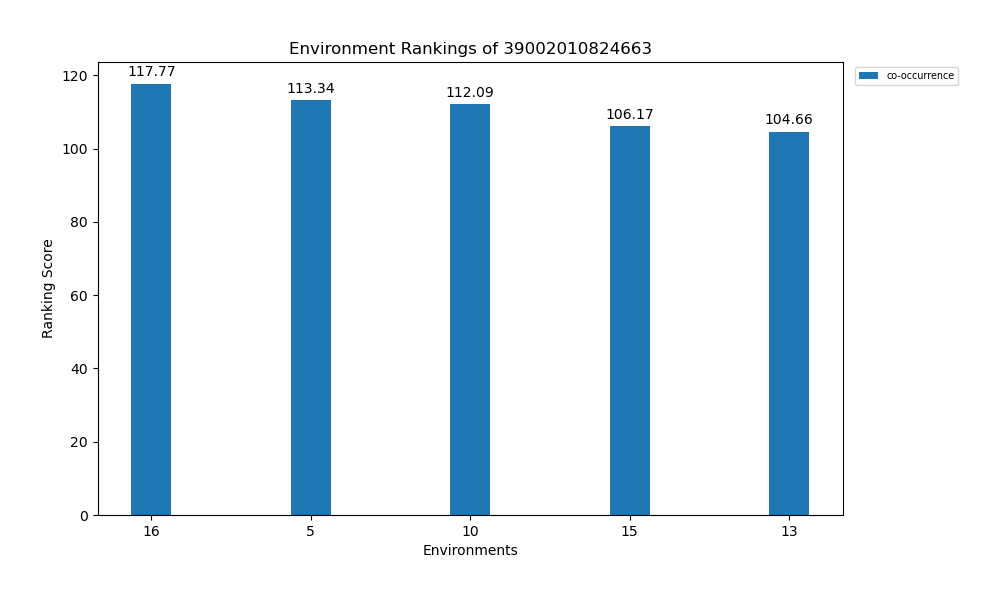 Environment Rankings of 39002010824663
co-occurrence
117.77
113.34
112.09
106.17
104.66
Ranking Score
120
100
80
60
40
20
0
16 5 10 15 13
Environments